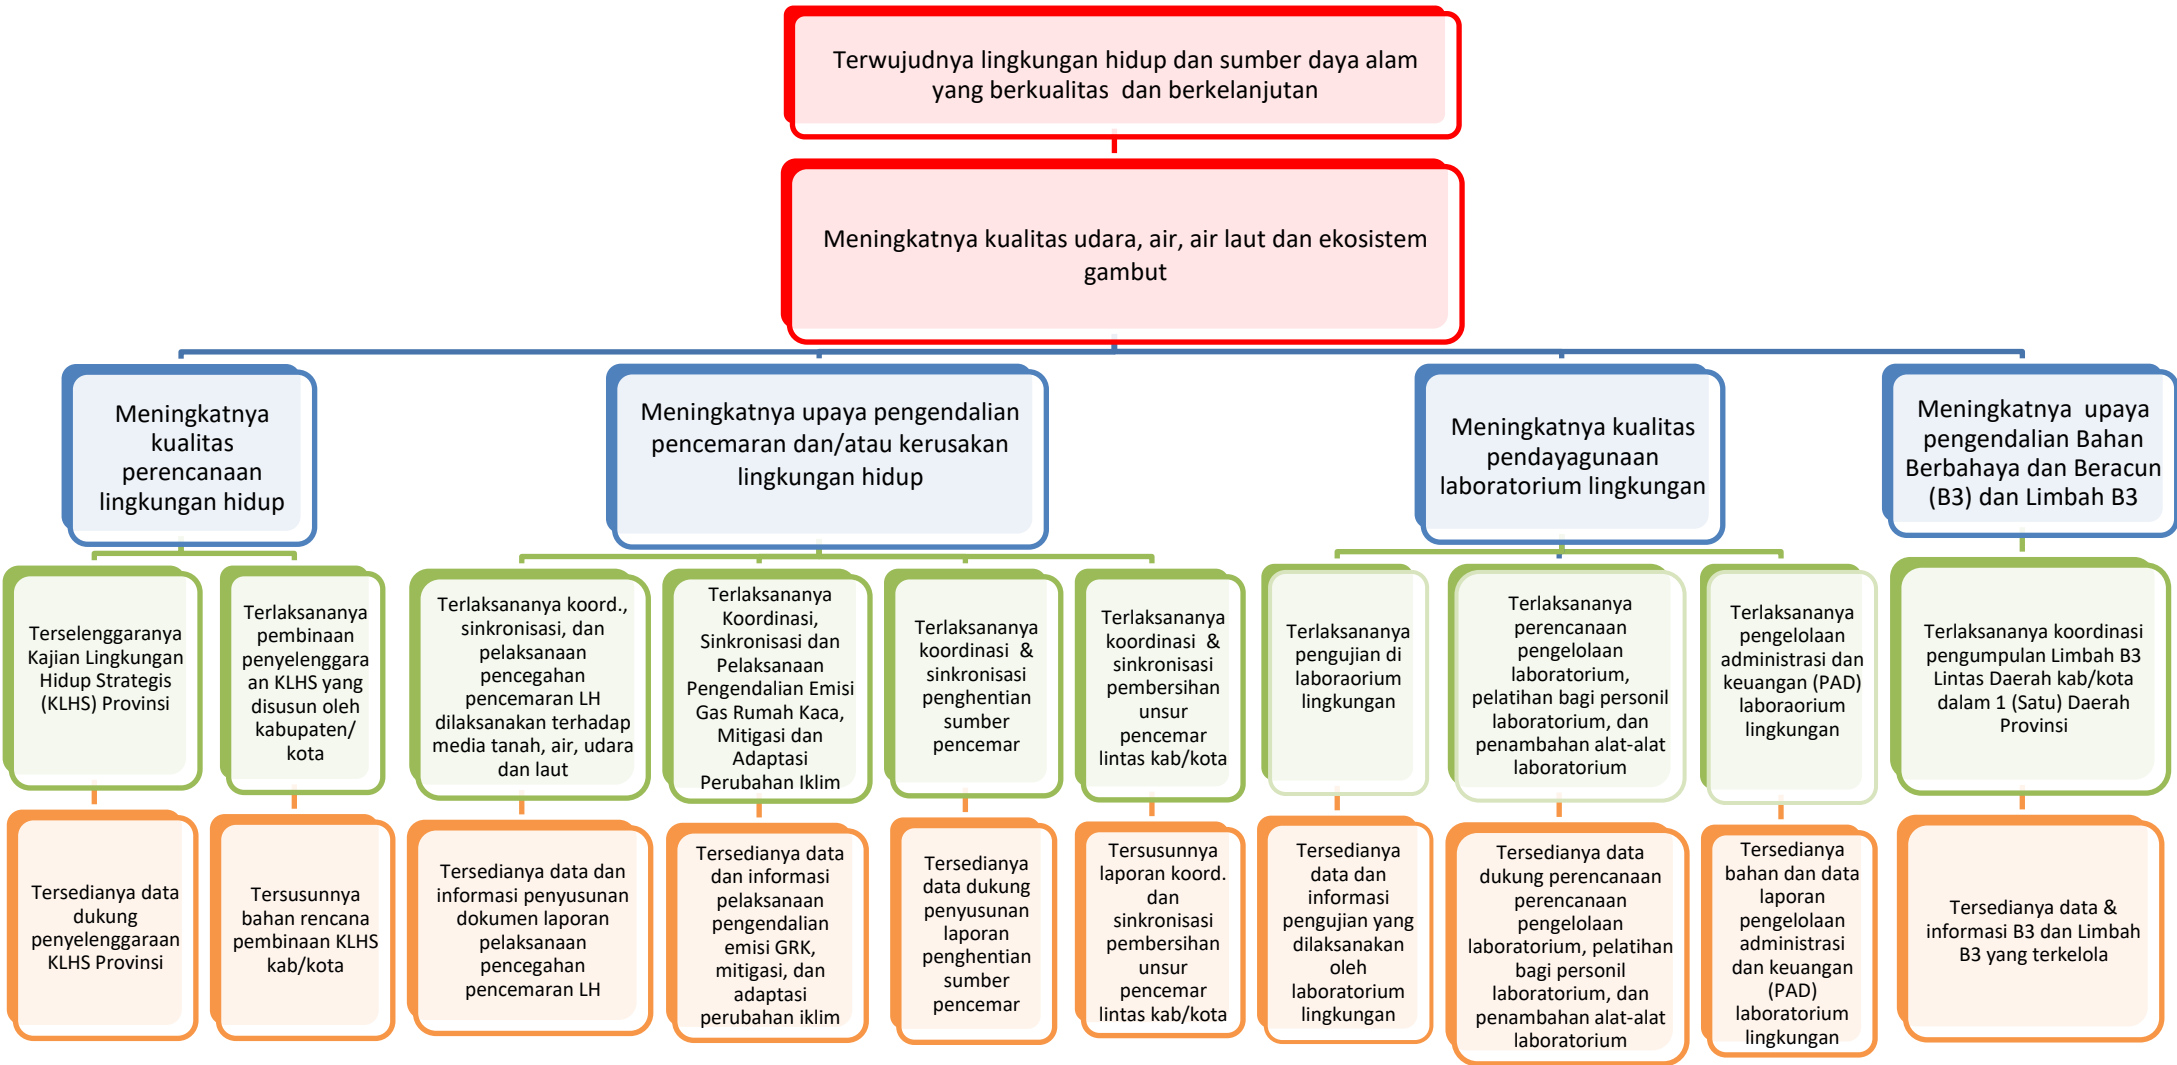 Terwujudnya lingkungan hidup dan sumber daya alam
yang berkualitas  dan berkelanjutan
Meningkatnya kualitas udara, air, air laut dan ekosistem
gambut
Meningkatnya
kualitas
perencanaan
lingkungan hidup
Meningkatnya upaya pengendalian
pencemaran dan/atau kerusakan
lingkungan hidup
Meningkatnya kualitas
pendayagunaan
laboratorium lingkungan
Meningkatnya  upaya
pengendalian Bahan
Berbahaya dan Beracun
(B3) dan Limbah B3
Terselenggaranya
Kajian Lingkungan
Hidup Strategis
(KLHS) Provinsi
Terlaksananya
pembinaan
penyelenggara
an KLHS yang
disusun oleh
kabupaten/
kota
Terlaksananya koord.,
sinkronisasi, dan
pelaksanaan
pencegahan
pencemaran LH
dilaksanakan terhadap
media tanah, air, udara
dan laut
Terlaksananya
Koordinasi,
Sinkronisasi dan
Pelaksanaan
Pengendalian Emisi
Gas Rumah Kaca,
Mitigasi dan
Adaptasi
Perubahan Iklim
Terlaksananya
koordinasi  &
sinkronisasi
penghentian
sumber
pencemar
Terlaksananya
koordinasi  &
sinkronisasi
pembersihan
unsur
pencemar
lintas kab/kota
Terlaksananya
pengujian di
laboraorium
lingkungan
Terlaksananya
perencanaan
pengelolaan
laboratorium,
pelatihan bagi personil
laboratorium, dan
penambahan alat-alat
laboratorium
Terlaksananya
pengelolaan
administrasi dan
keuangan (PAD)
laboraorium
lingkungan
Terlaksananya koordinasi
pengumpulan Limbah B3
Lintas Daerah kab/kota
dalam 1 (Satu) Daerah
Provinsi
Tersedianya data
dukung
penyelenggaraan
KLHS Provinsi
Tersusunnya
bahan rencana
pembinaan KLHS
kab/kota
Tersedianya data dan
informasi penyusunan
dokumen laporan
pelaksanaan
pencegahan
pencemaran LH
Tersedianya data
dan informasi
pelaksanaan
pengendalian
emisi GRK,
mitigasi, dan
adaptasi
perubahan iklim
Tersedianya
data dukung
penyusunan
laporan
penghentian
sumber
pencemar
Tersusunnya
laporan koord.
dan
sinkronisasi
pembersihan
unsur
pencemar
lintas kab/kota
Tersedianya
data dan
informasi
pengujian yang
dilaksanakan
oleh
laboratorium
lingkungan
Tersedianya data
dukung perencanaan
perencanaan
pengelolaan
laboratorium, pelatihan
bagi personil
laboratorium, dan
penambahan alat-alat
laboratorium
Tersedianya
bahan dan data
laporan
pengelolaan
administrasi
dan keuangan
(PAD)
laboratorium
lingkungan
Tersedianya data &
informasi B3 dan Limbah
B3 yang terkelola